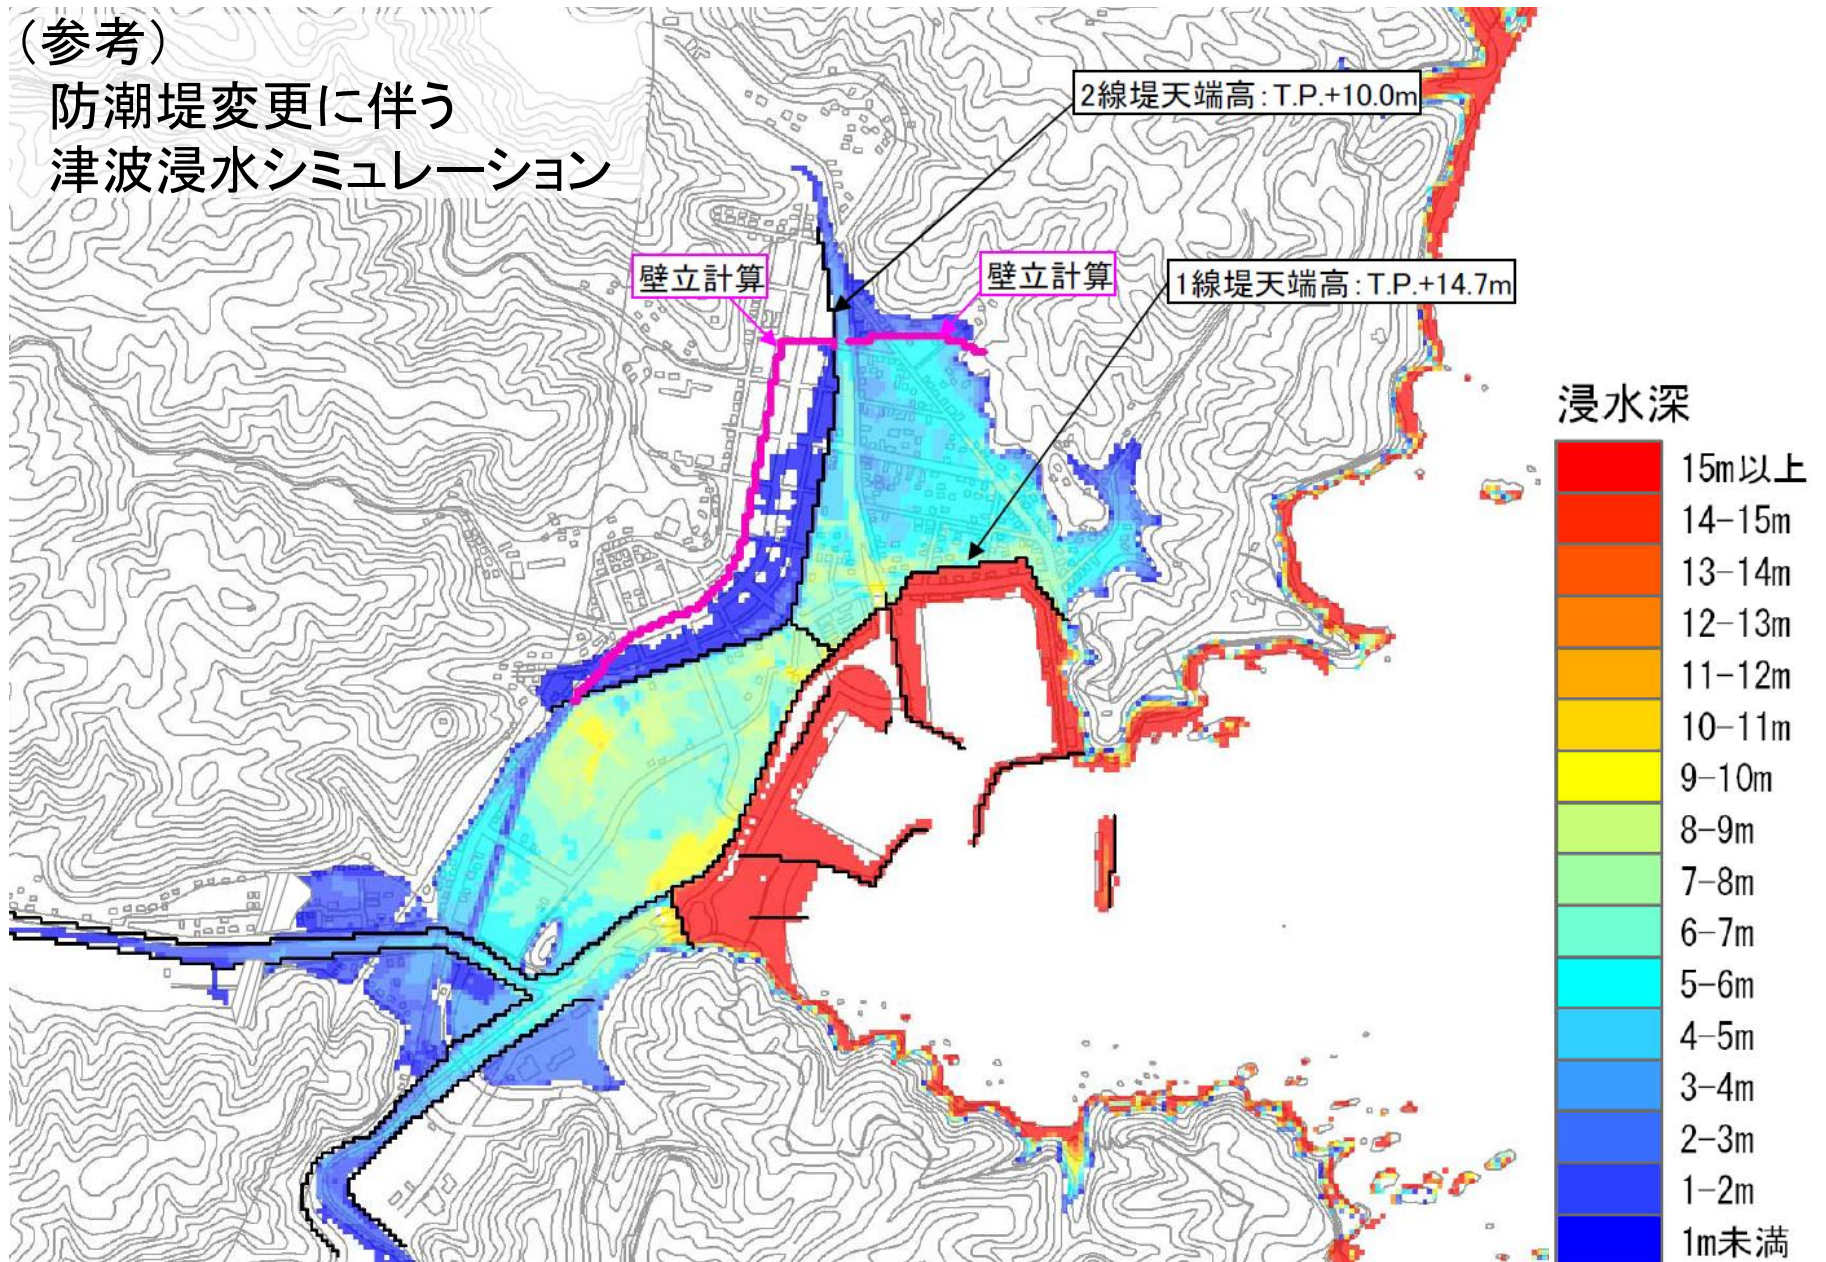 (参考)
防潮堤変更に伴う
津波浸水シミュレーション
2線堤天端高：T.P.+10.0m
壁立計算
壁立計算
1線堤天端高：T.P.+14.7m
浸水深
15m以上
14-15m
13-14m
12-13m
11-12m
10-11m
9-10m
8-9m
7-8m
6-7m
5-6m
4-5m
3-4m
2-3m
1-2m
1m未満